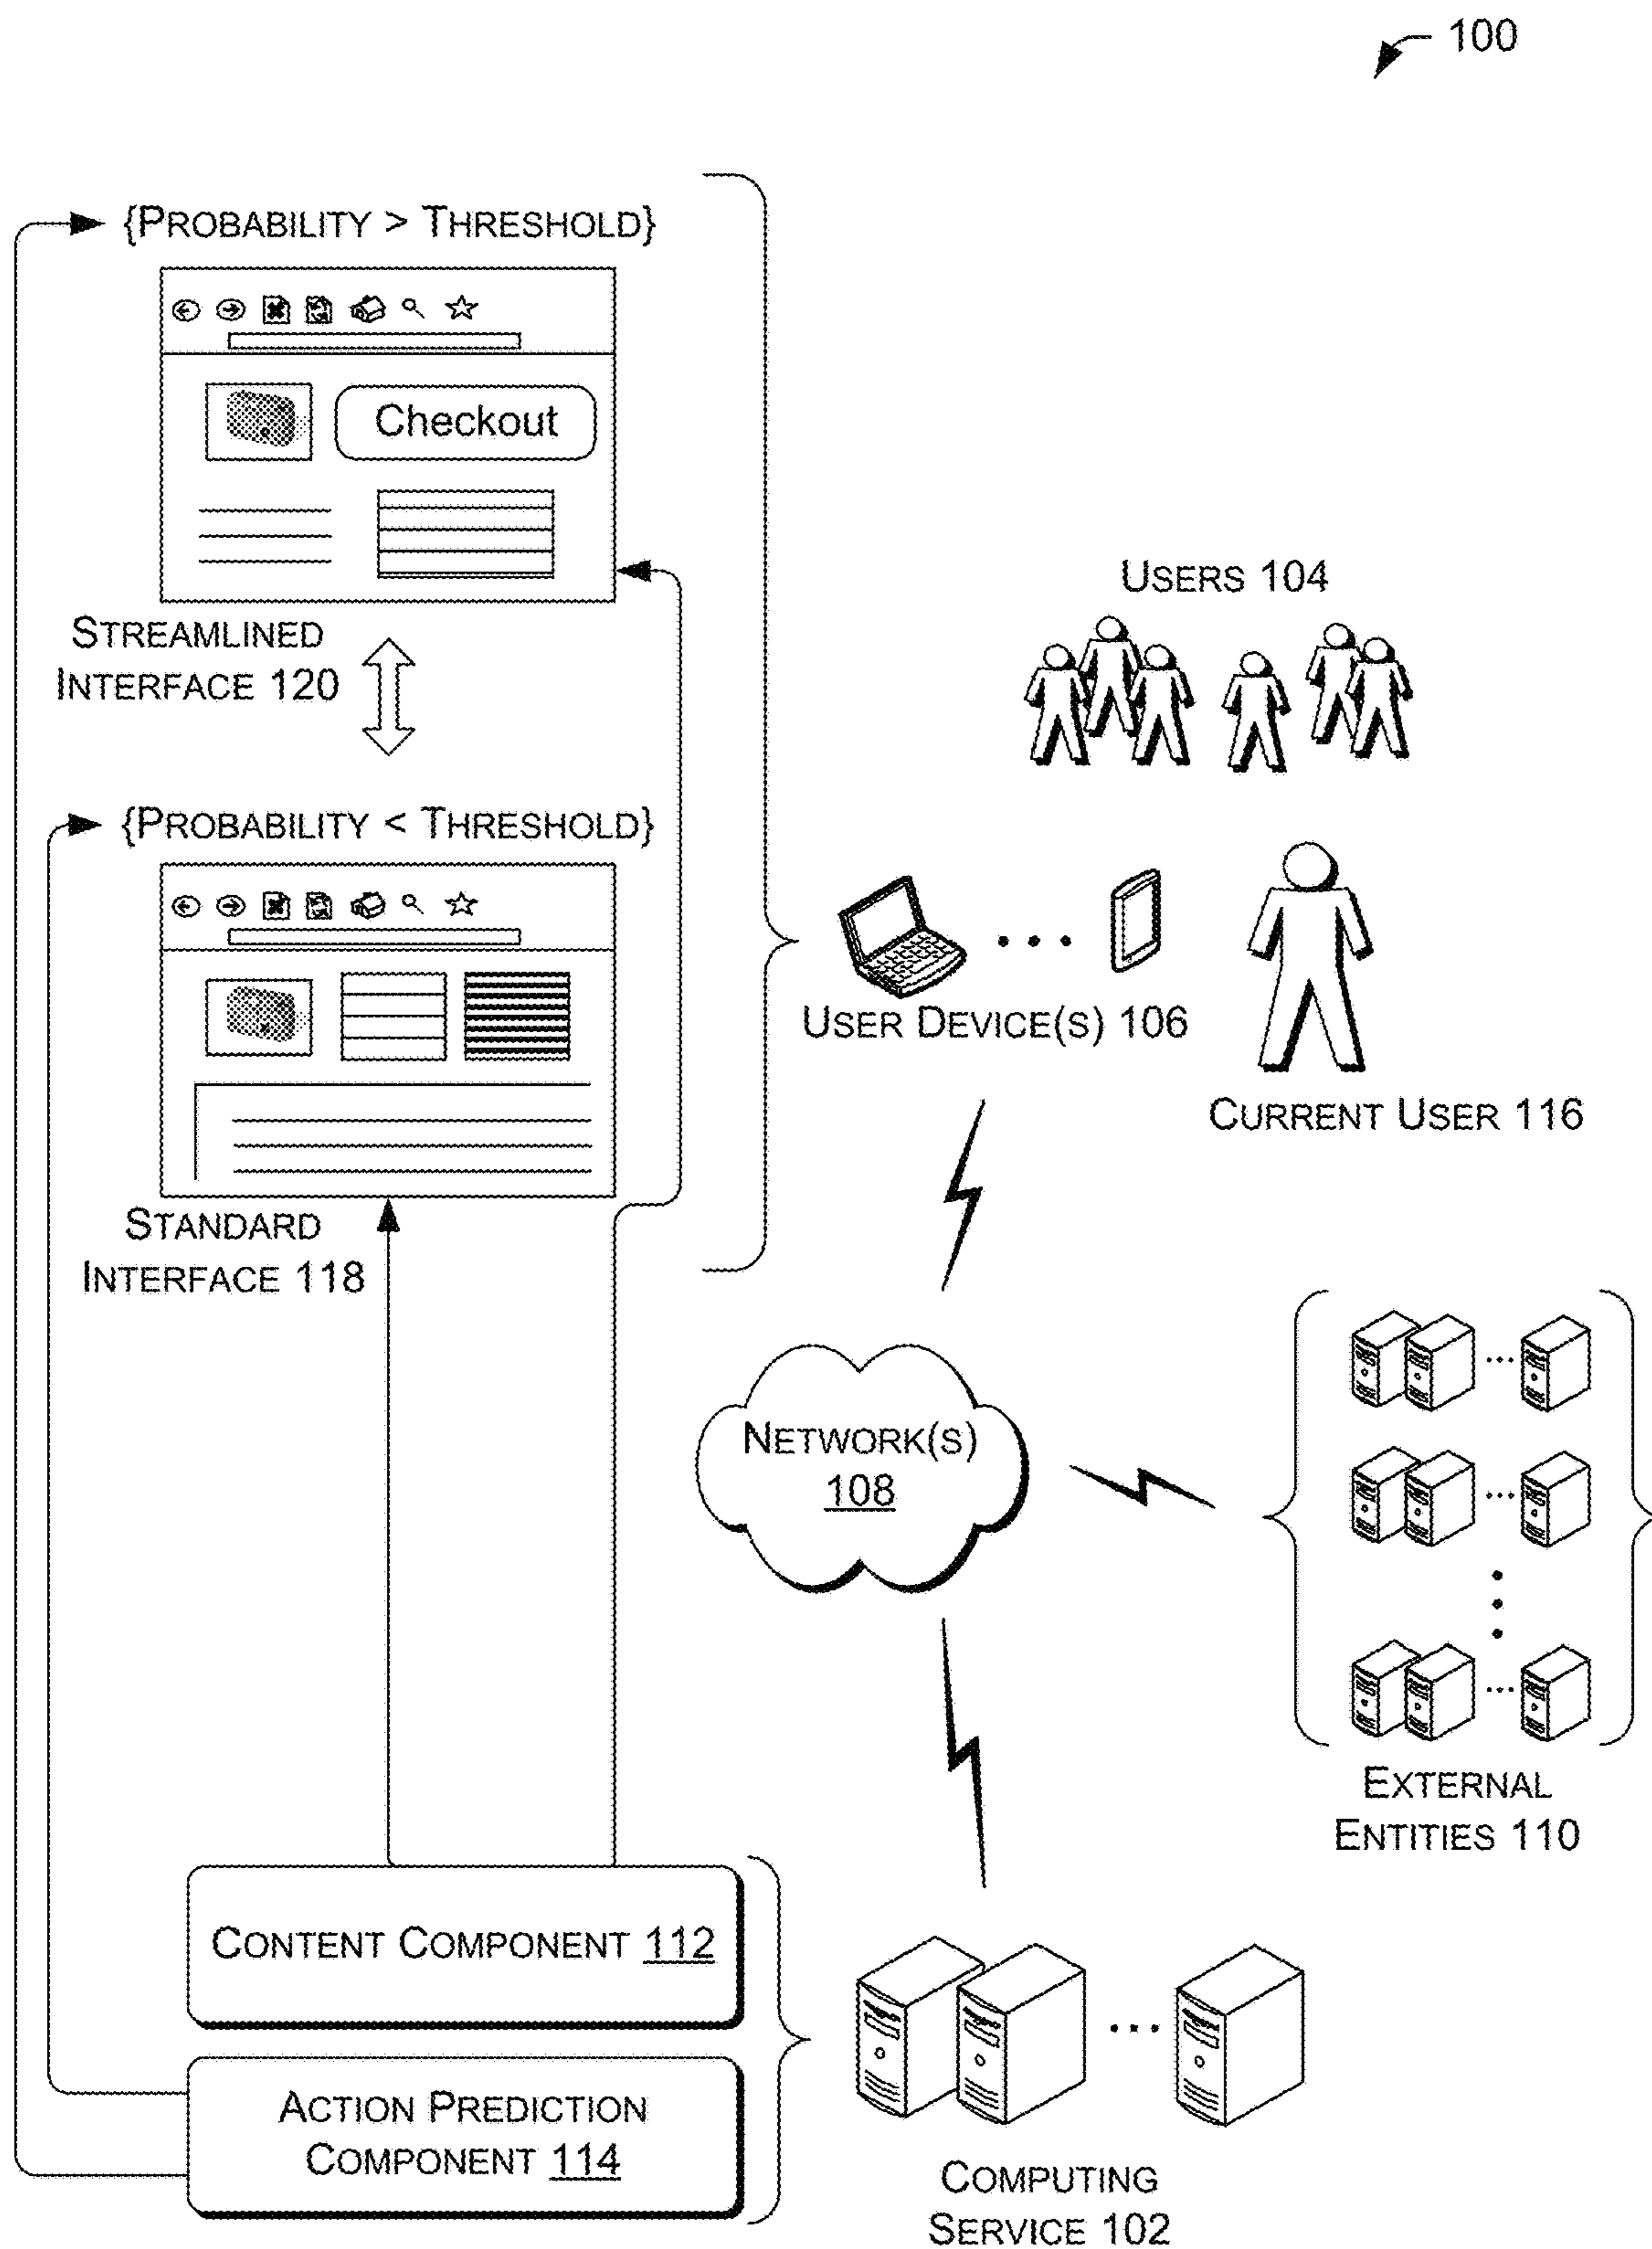 100
{PROBABILITY > THRESHOLD}
Checkout
STREAMLINED
INTERFACE 120
{PROBABILITY < THRESHOLD}
STANDARD
INTERFACE 118
USERS 104
USER DEVICE(S) 106
CURRENT USER 116
NETWORK(S)
108
EXTERNAL
ENTITIES 110
CONTENT COMPONENT 112
ACTION PREDICTION
COMPONENT 114
COMPUTING
SERVICE 102